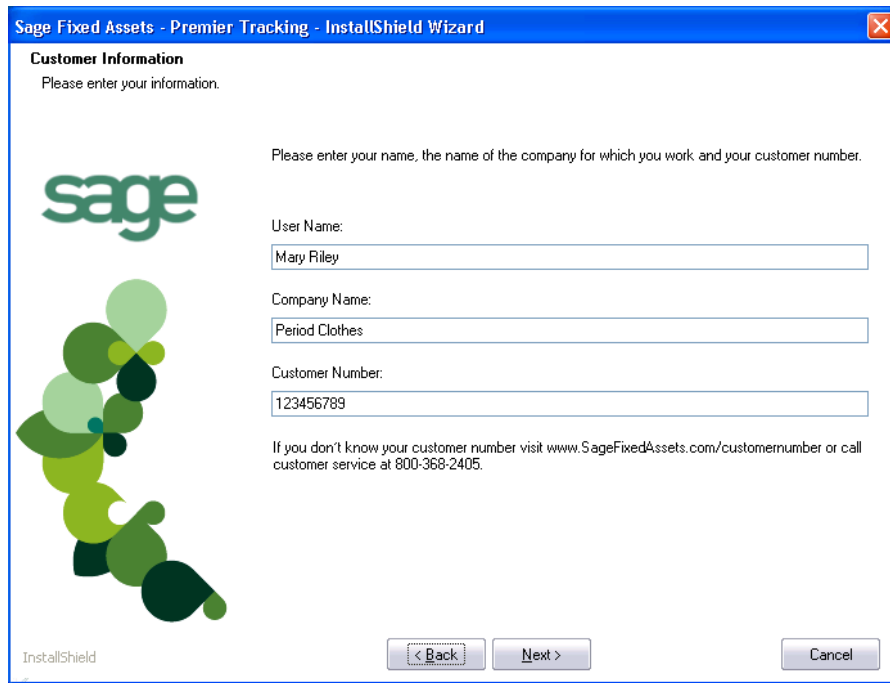 Sage Fixed Assets - Premier Tracking - InstallShield Wizard
Customer Information
Please enter your information.
sage
Please enter your name, the name of the company for which you work and your customer number.
User Name:
Mary Riley
Company Name:
Period Clothes
Customer Number:
123456789
If you don't know your customer number visit www.SageFixedAssets.com/customernumber or call
customer service at 800-368-2405.
InstallShield
< Back
Next >
Cancel